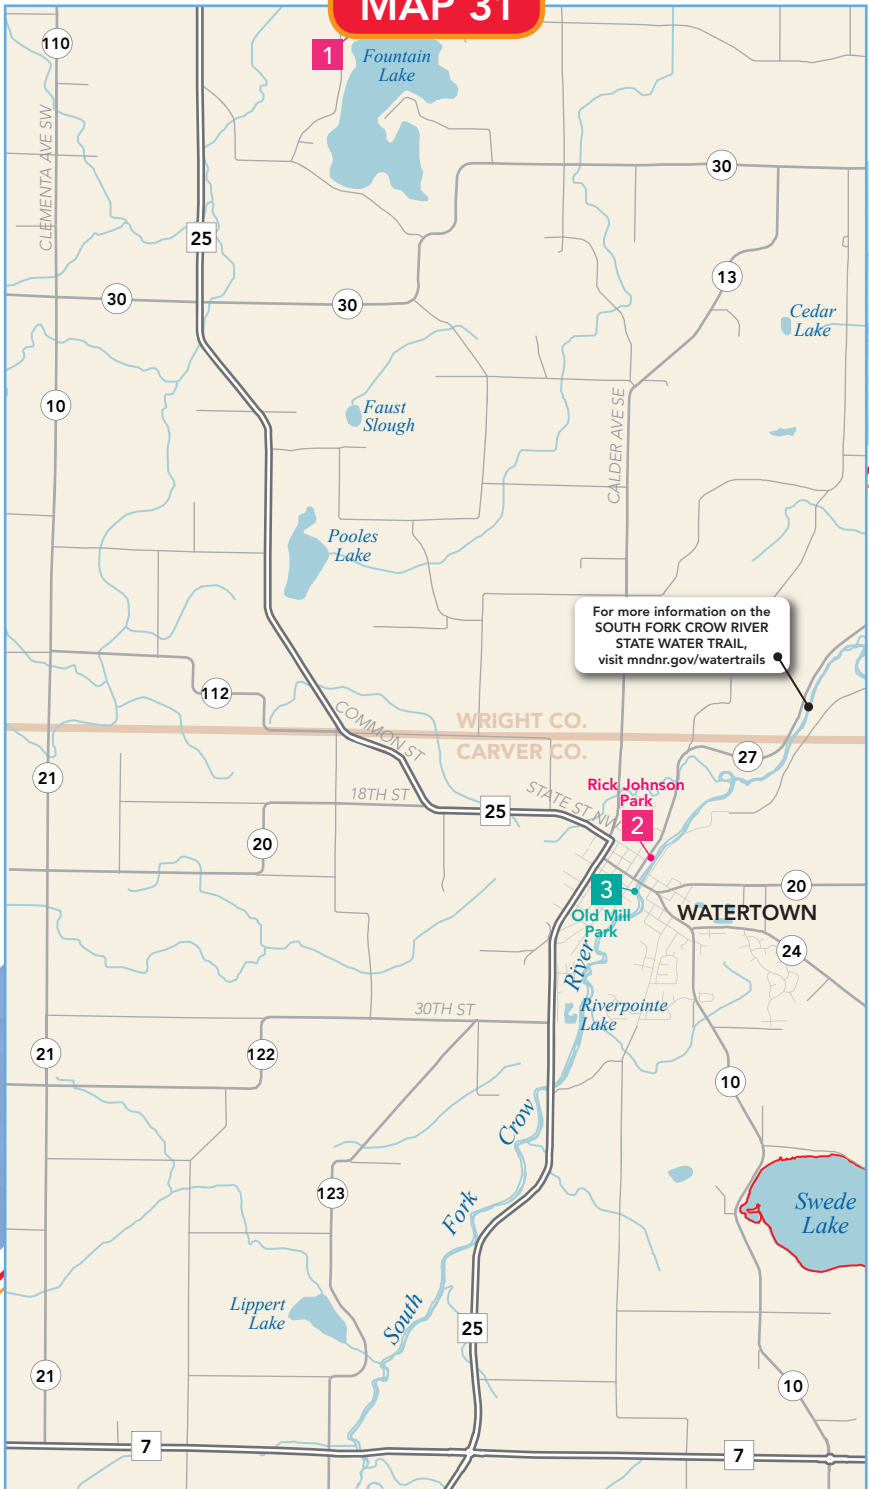 MAP 31
110
1
Fountain
Lake
CLEMENTA AVE SW
30
25
13
30
30
Cedar
Lake
10
Faust
Slough
CALDER AVE SE
Pooles
Lake
For more information on the
SOUTH FORK CROW RIVER
STATE WATER TRAIL,
visit mndnr.gov/watertrails
112
COMMON ST
WRIGHT CO.
CARVER CO.
27
21
18TH ST
25
STATE ST NW
Rick Johnson
Park
2
20
3
20
Old Mill
Park
WATERTOWN
24
River
Riverpointe
Lake
30TH ST
21
122
10
Crow
123
Fork
Swede
Lake
Lippert
Lake
South
25
21
10
7
7